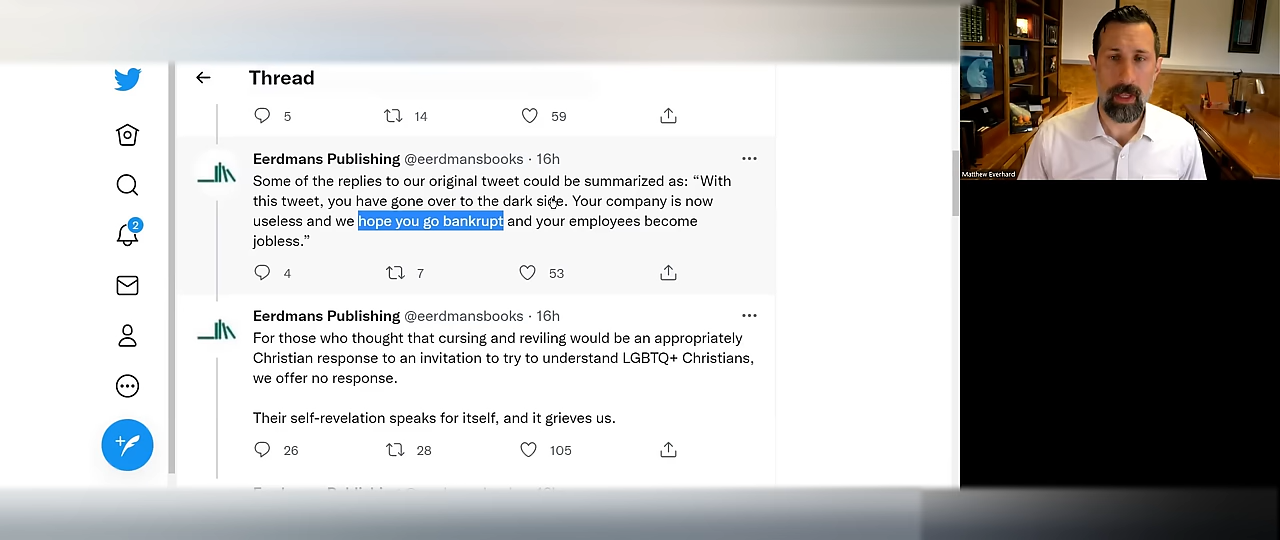 Thread
5 14 59
Eerdmans Publishing @eerdmansbooks · 16h
Some of the replies to our original tweet could be summarized as: “With
this tweet, you have gone over to the dark side. Your company is now
useless and we hope you go bankrupt and your employees become
jobless.”
4 7 53
Eerdmans Publishing @eerdmansbooks · 16h
For those who thought that cursing and reviling would be an appropriately
Christian response to an invitation to try to understand LGBTQ+ Christians,
we offer no response.
Their self-revelation speaks for itself, and it grieves us.
26 28 105
2
Matthew Everhard